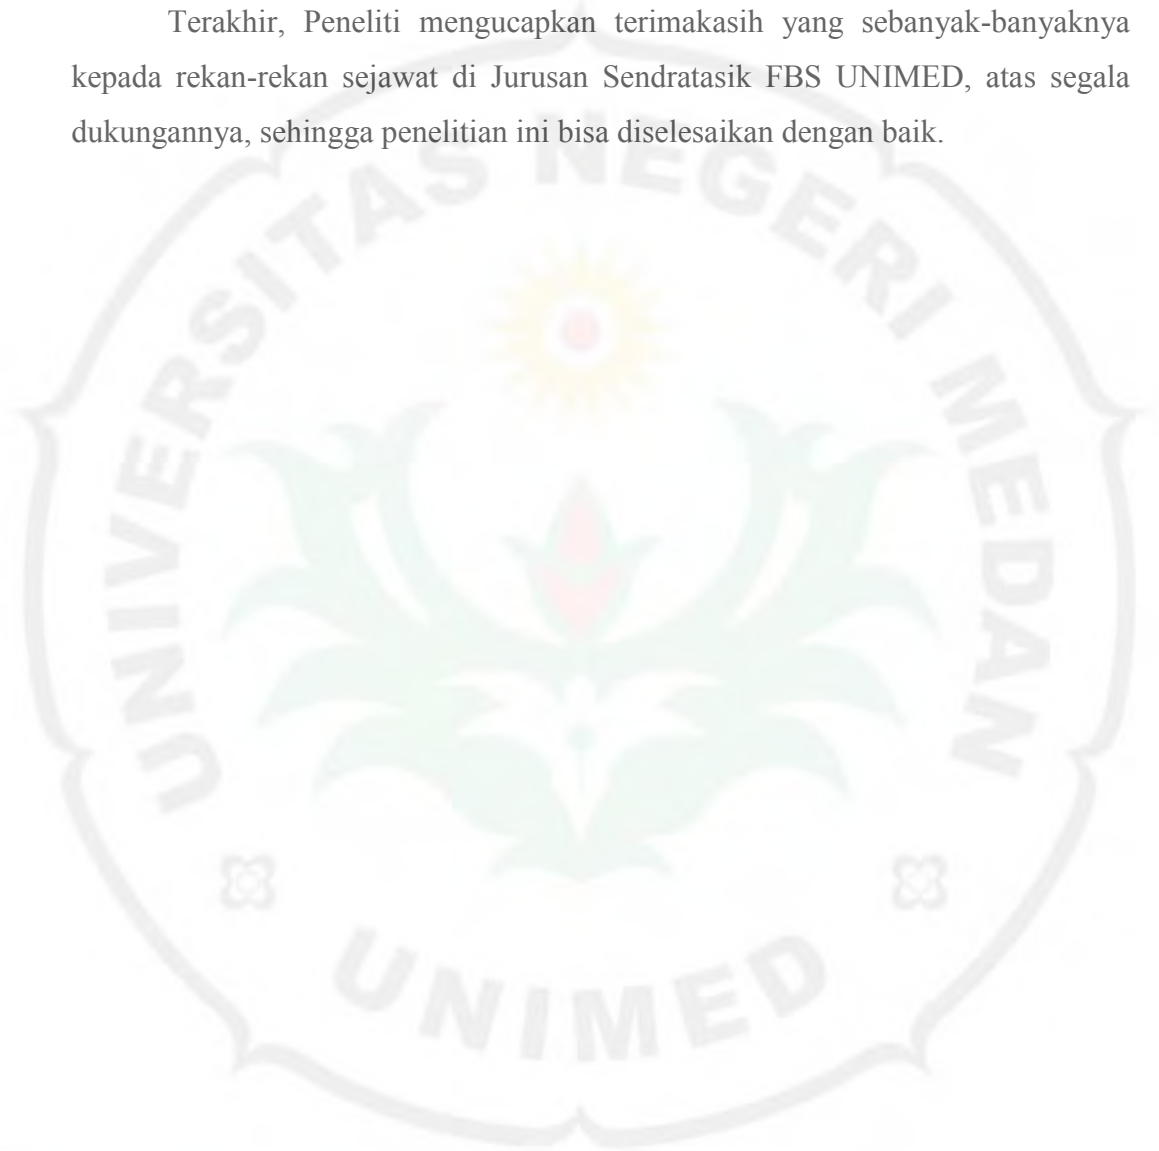 Terakhir, Peneliti mengucapkan terimakasih yang sebanyak-banyaknya
kepada rekan-rekan sejawat di Jurusan Sendratasik FBS UNIMED, atas segala
dukungannya, sehingga penelitian ini bisa diselesaikan dengan baik.
UNIVERSITAS NEGERI MEDAN
UNIMED